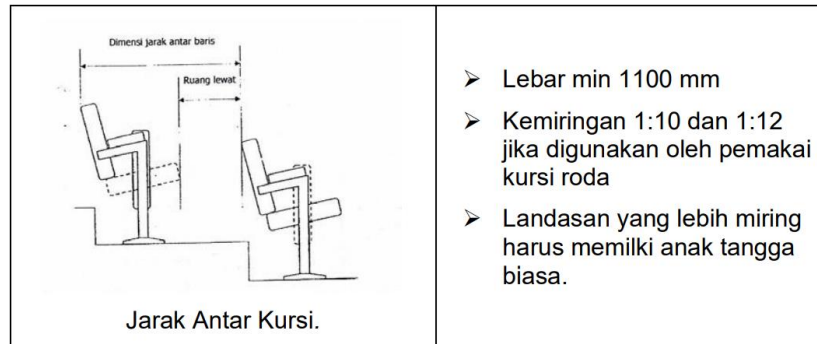 Dimensi jarak antar baris
Ruang lewat
Jarak Antar Kursi.
➢ Lebar min 1100 mm
➢ Kemiringan 1:10 dan 1:12
jika digunakan oleh pemakai
kursi roda
➢ Landasan yang lebih miring
harus memilki anak tangga
biasa.